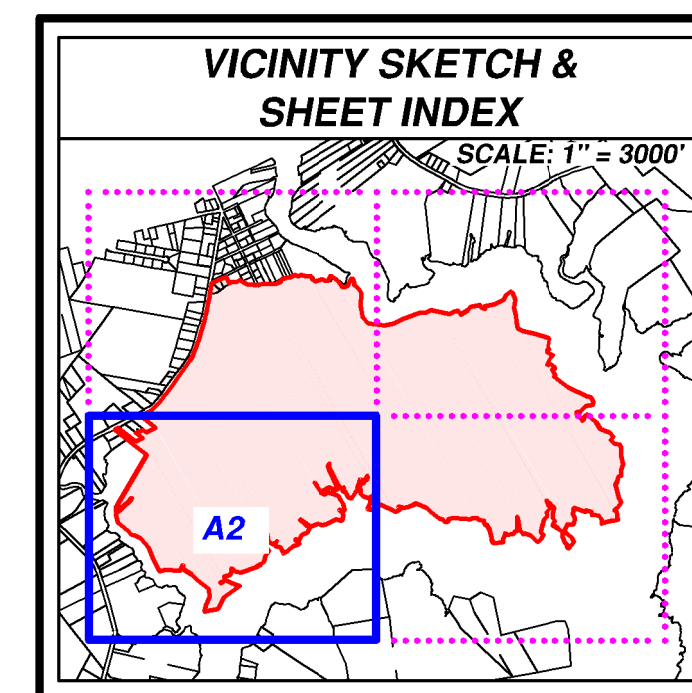 VICINITY SKETCH &
SHEET INDEX
SCALE: 1" = 3000'
A2